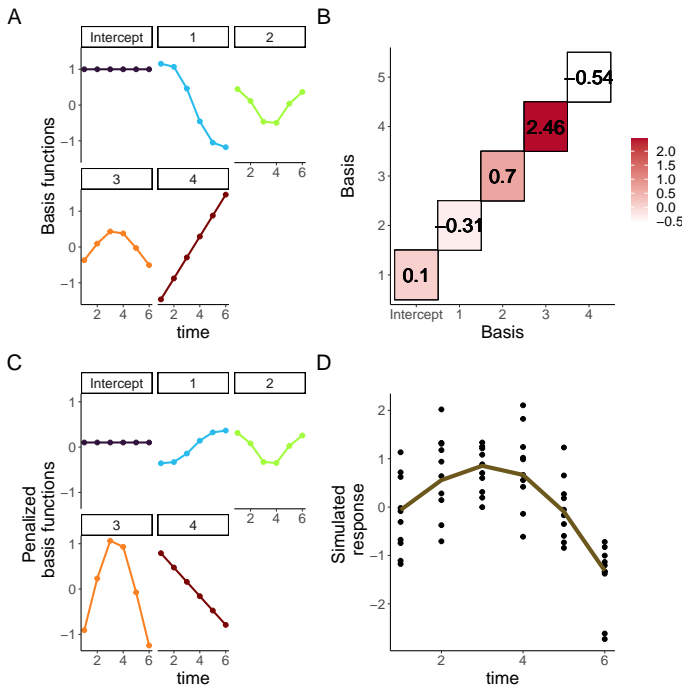 A
Intercept 1 2
1
0
−1
2 4 6
3 4
1
0
−1
2 4 6 2 4 6
Basis functions
time
B
5
4
3
2
1
Basis
0.1
−0.31
0.7
2.46
−0.54
Intercept 1 2 3 4
Basis
2.0
1.5
1.0
0.5
0.0
−0.5
C
Intercept 1 2
1
0
−1
2 4 6
3 4
1
0
−1
2 4 6 2 4 6
Penalized
basis functions
time
D
2
1
0
−1
−2
Simulated
response
2 4 6
time